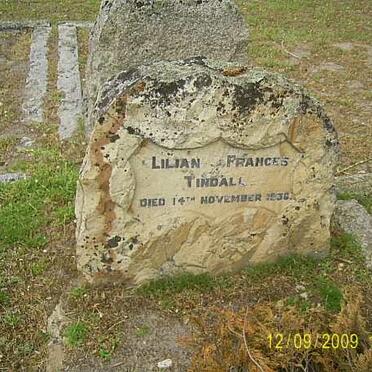 LILIAN FRANCES
TINDALL
DIED 14TH NOVEMBER 1936.
12/09/2009